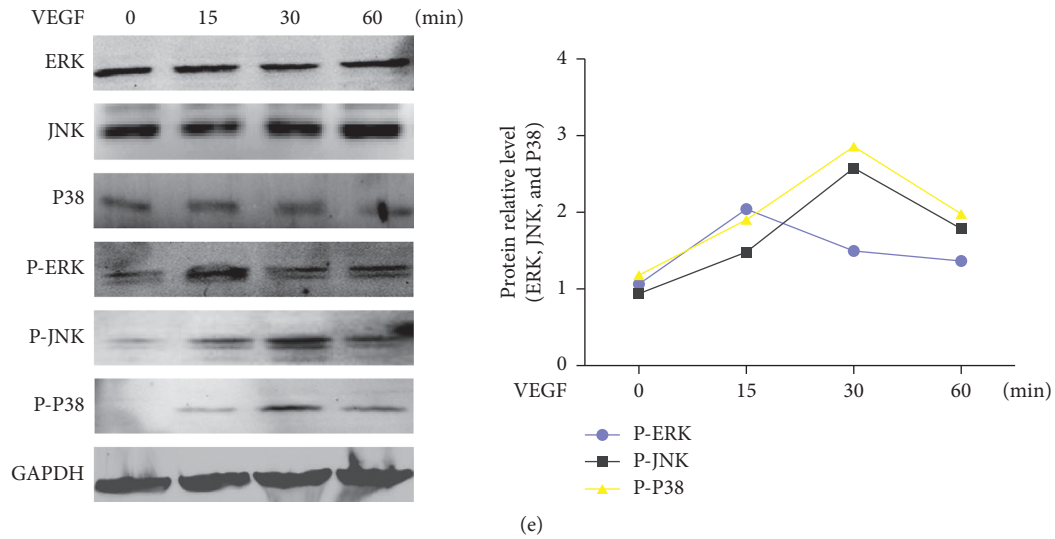 VEGF 0 15 30 60 (min)
ERK
JNK
P38
P-ERK
P-JNK
P-P38
GAPDH
Protein relative level
(ERK, JNK, and P38)
4
3
2
1
0
VEGF 0 15 30 60 (min)
P-ERK
P-JNK
P-P38
(e)